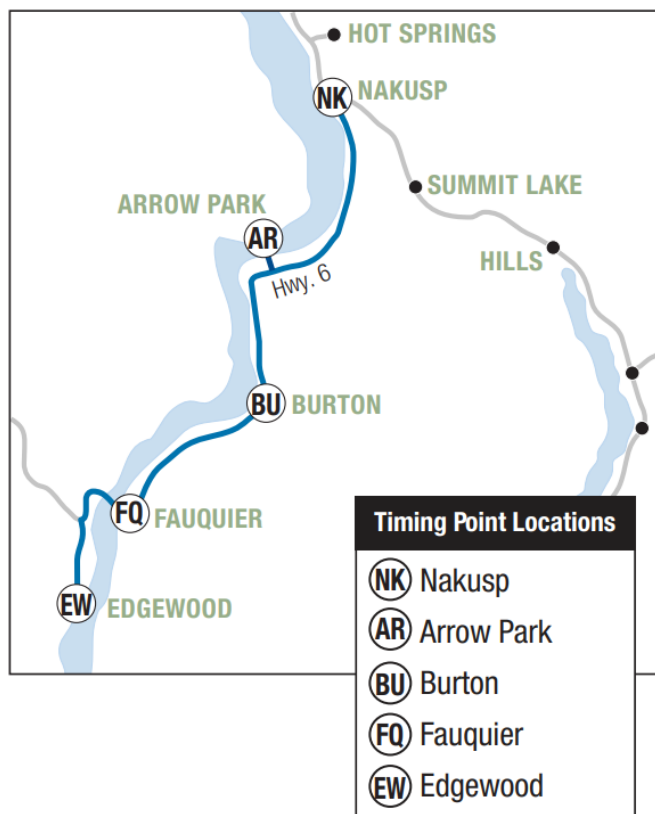 HOT SPRINGS
NK NAKUSP
SUMMIT LAKE
ARROW PARK
AR
HILLS
Hwy. 6
BU BURTON
FQ FAUQUIER
EW EDGEWOOD
Timing Point Locations
NK Nakusp
AR Arrow Park
BU Burton
FQ Fauquier
EW Edgewood